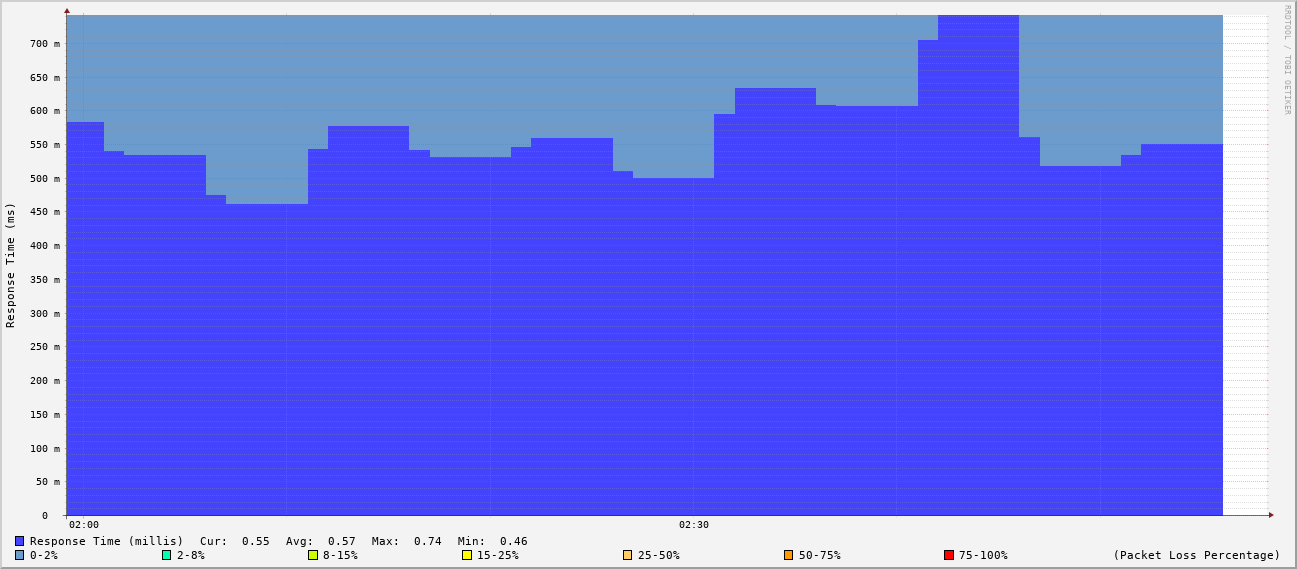 RRDTOOL / TOBI OETIKER
Response Time (ms)
700 m
650 m
600 m
550 m
500 m
450 m
400 m
350 m
300 m
250 m
200 m
150 m
100 m
50 m
0
02:00 02:30
Response Time (millis) Cur: 0.55 Avg: 0.57 Max: 0.74 Min: 0.46
0-2% 2-8% 8-15% 15-25% 25-50% 50-75% 75-100% (Packet Loss Percentage)